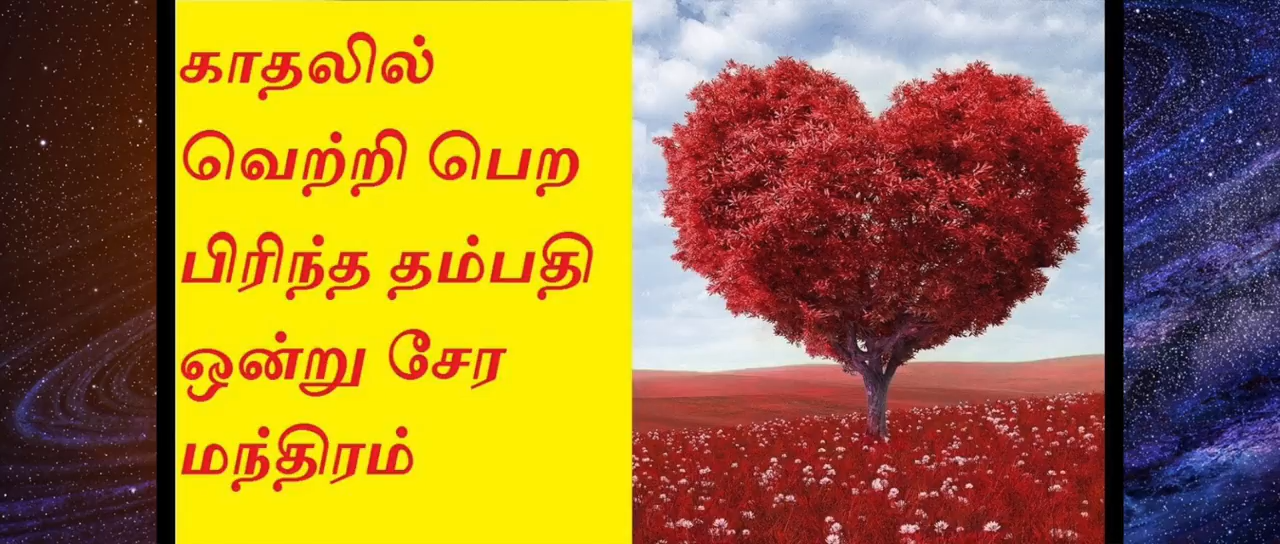 காதலில்
வெற்றி பெற
பிரிந்த தம்பதி
ஒன்று சேர
மந்திரம்